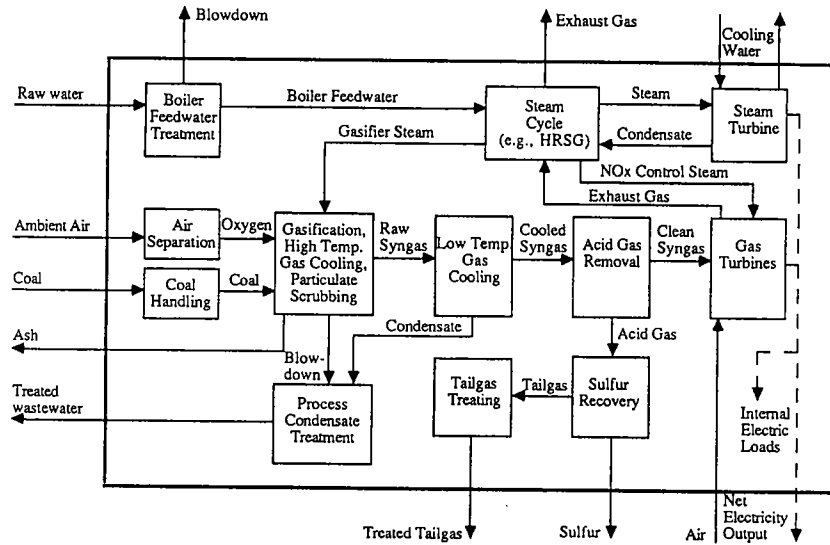 Blowdown
Exhaust Gas
Cooling
Water
Raw water
Boiler
Feedwater
Treatment
Boiler Feedwater
Steam
Cycle
(e.g., HRSG)
Steam
Condensate
Steam
Turbine
Gasifier Steam
NOx Control Steam
Exhaust Gas
Ambient Air
Air
Separation
Oxygen
Gasification,
High Temp.
Gas Cooling,
Particulate
Scrubbing
Raw
Syngas
Low Temp.
Gas
Cooling
Cooled
Syngas
Acid Gas
Removal
Clean
Syngas
Gas
Turbines
Coal
Coal
Handling
Coal
Ash
Condensate
Acid Gas
Blow-
down
Treated
wastewater
Process
Condensate
Treatment
Tailgas
Treating
Tailgas
Sulfur
Recovery
Internal
Electric
Loads
Treated Tailgas
Sulfur
Air
Net
Electricity
Output